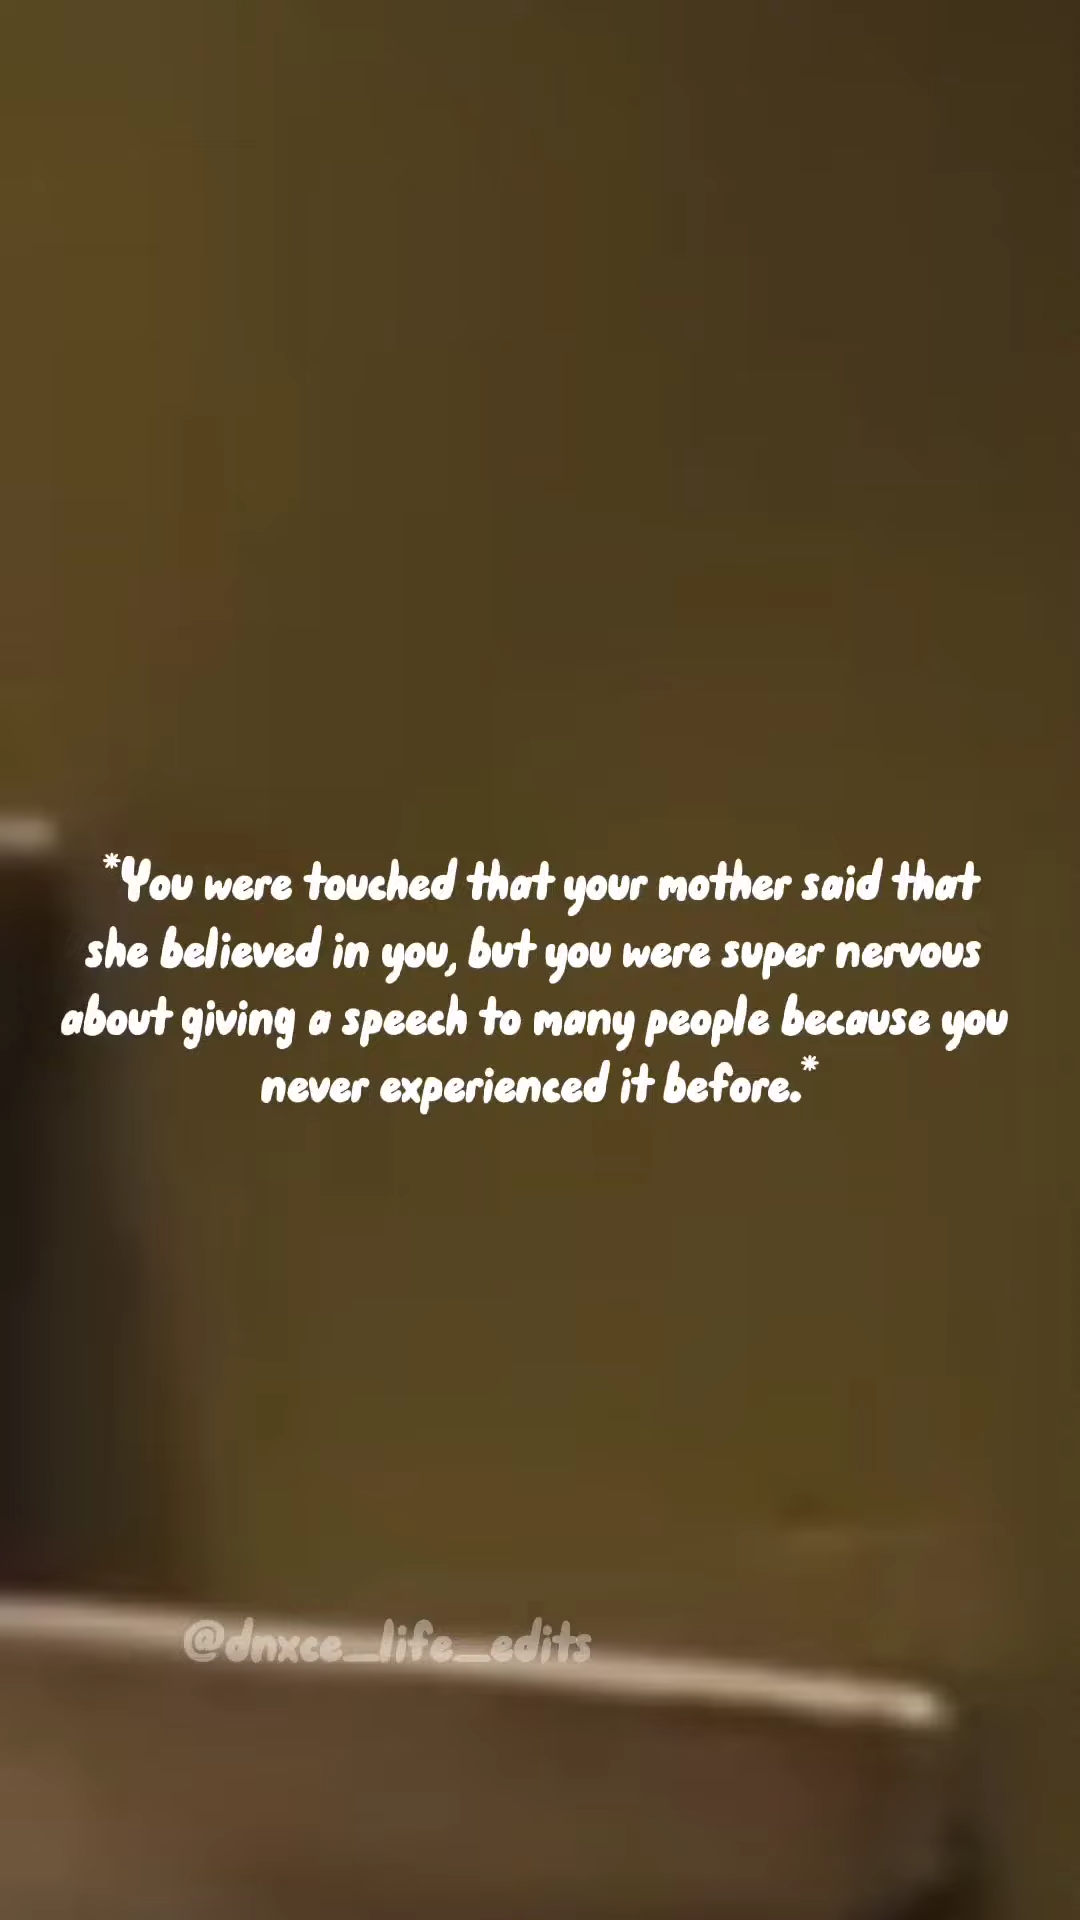 *You were touched that your mother said that
she believed in you, but you were super nervous
about giving a speech to many people because you
never experienced it before.*
@dnxce_life_edits